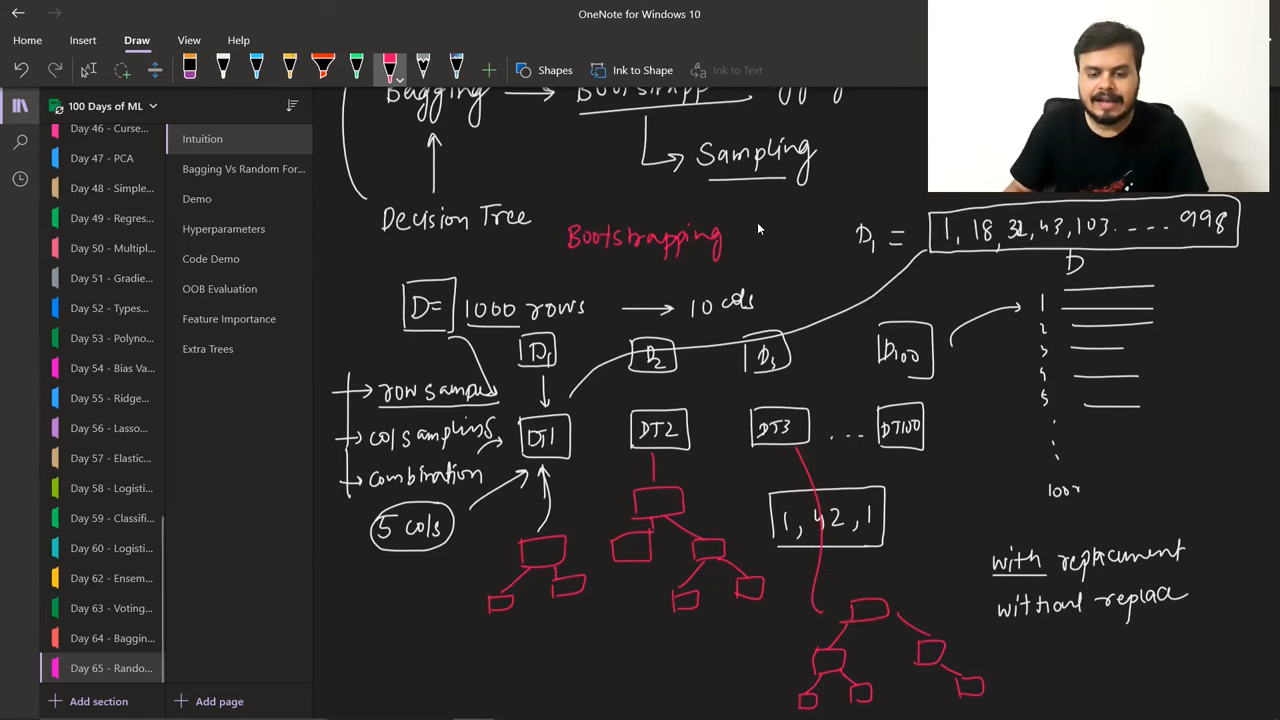 OneNote for Windows 10
Home Insert Draw View Help
Shapes Ink to Shape Ink to Text
100 Days of ML
Day 46 - Curse...
Day 47 - PCA
Day 48 - Simple...
Day 49 - Regres...
Day 50 - Multipl...
Day 51 - Gradie...
Day 52 - Types...
Day 53 - Polyno...
Day 54 - Bias Va...
Day 55 - Ridge...
Day 56 - Lasso...
Day 57 - Elastic...
Day 58 - Logisti...
Day 59 - Classifi...
Day 60 - Logisti...
Day 62 - Ensem...
Day 63 - Voting...
Day 64 - Baggin...
Day 65 - Rando...
Add section
Intuition
Bagging Vs Random For...
Demo
Hyperparameters
Code Demo
OOB Evaluation
Feature Importance
Extra Trees
Add page
Bagging
Sampling
Decision Tree
Bootstrapping
D1 = 1, 18, 32, 43, 103. . . . . 998
D
D= 1000 rows 10 cols
D1 D2 D3 D100
row sample
col sampling
combination
5 cols
DT1 DT2 DT3 ... DT100
1, 42, 1
1
2
3
4
5
with replacement
without replace